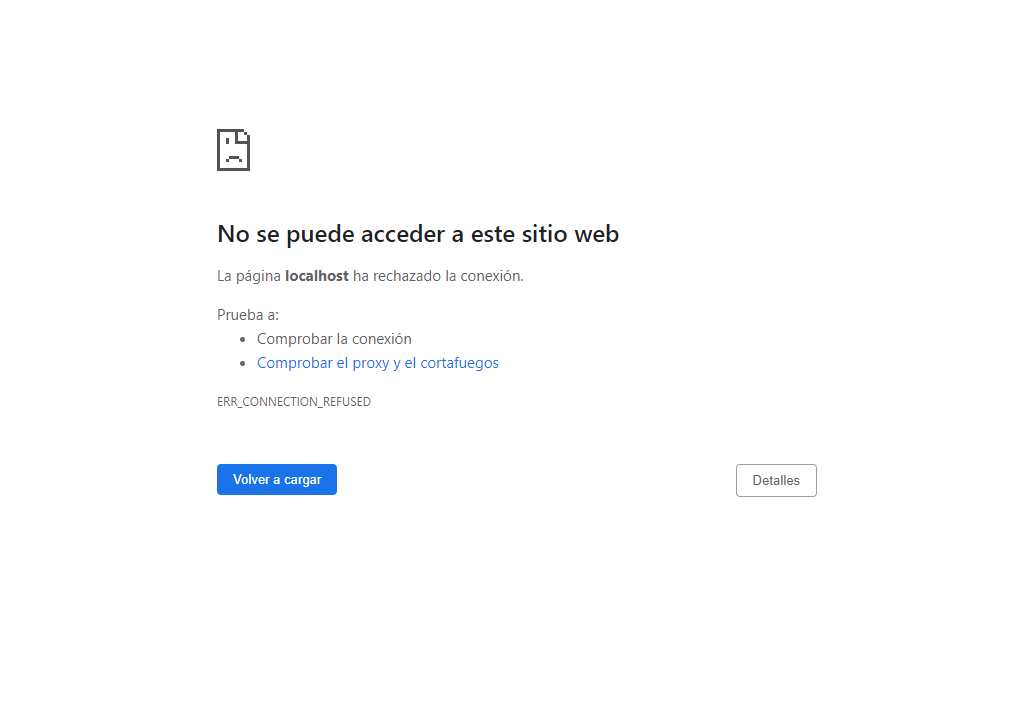 No se puede acceder a este sitio web
La página localhost ha rechazado la conexión.
Prueba a:
Comprobar la conexión
Comprobar el proxy y el cortafuegos
ERR_CONNECTION_REFUSED
Volver a cargar
Detalles